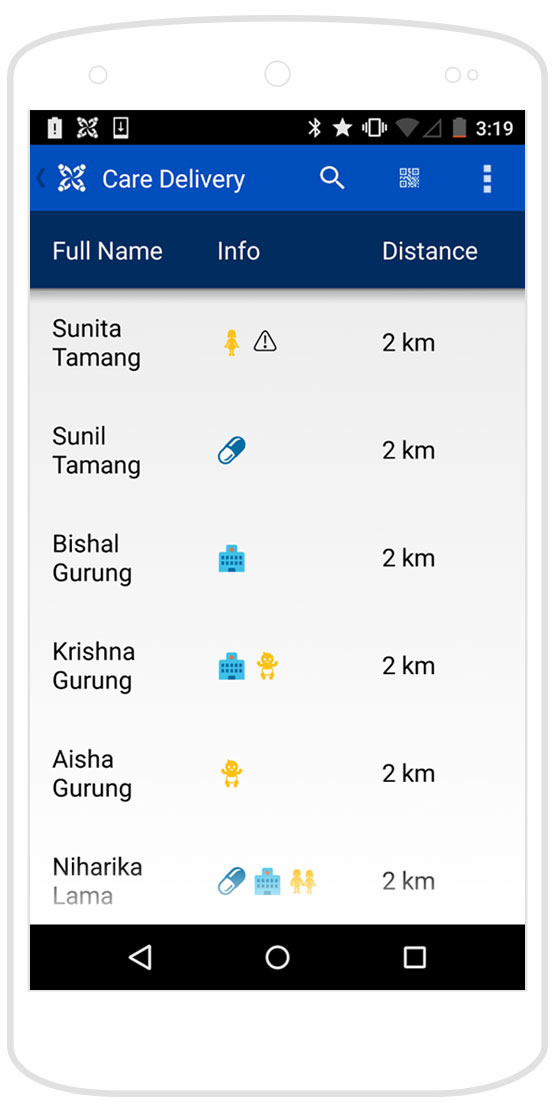 3:19
Care Delivery
Full Name Info Distance
Sunita
Tamang
2 km
Sunil
Tamang
2 km
Bishal
Gurung
2 km
Krishna
Gurung
2 km
Aisha
Gurung
2 km
Niharika
Lama
2 km